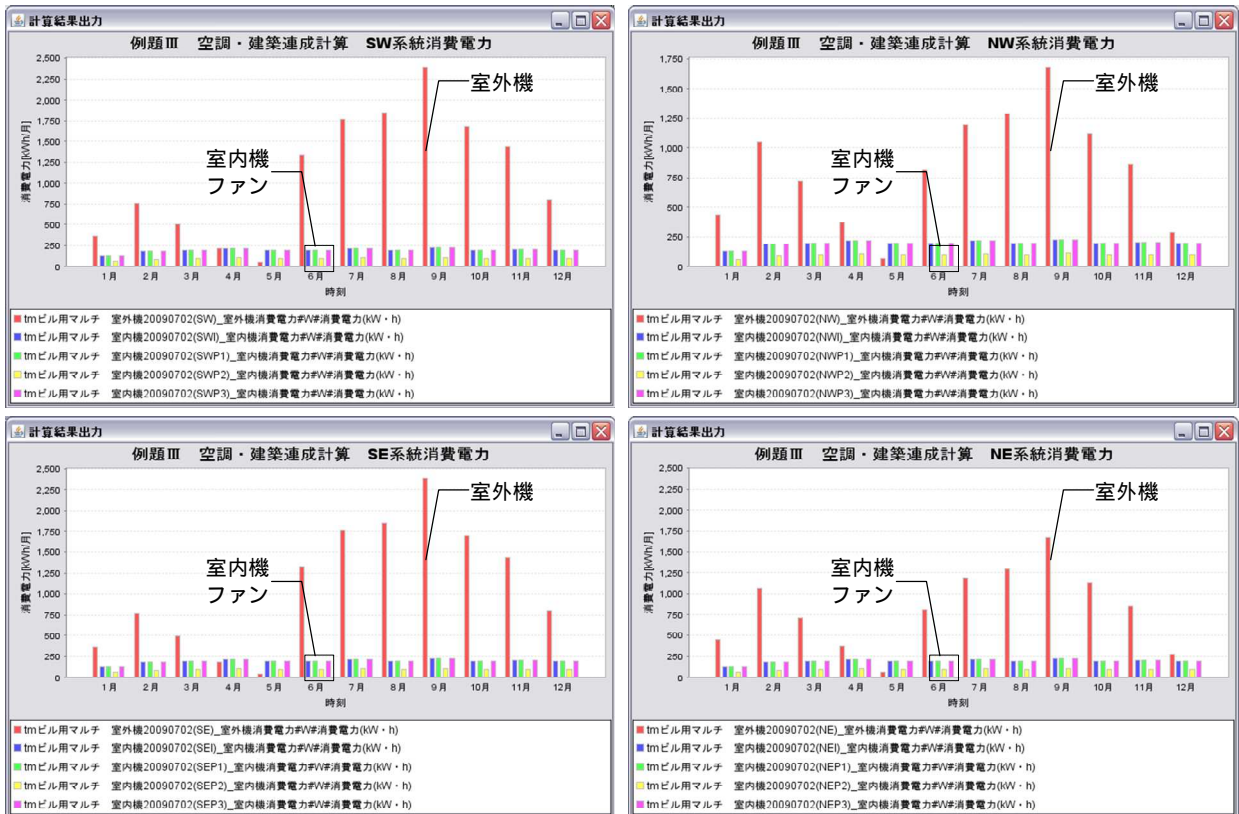 計算結果出力
例題Ⅲ 空調・建築連成計算 SW系統消費電力
消費電力[kWh/月]
2,500
2,250
2,000
1,750
1,500
1,250
1,000
750
500
250
0
室外機
室内機
ファン
1月 2月 3月 4月 5月 6月 7月 8月 9月 10月 11月 12月
時刻
tmビル用マルチ 室外機20090702(SW)_室外機消費電力#W#消費電力(kW・h)
tmビル用マルチ 室内機20090702(SWI)_室内機消費電力#W#消費電力(kW・h)
tmビル用マルチ 室内機20090702(SWP1)_室内機消費電力#W#消費電力(kW・h)
tmビル用マルチ 室内機20090702(SWP2)_室内機消費電力#W#消費電力(kW・h)
tmビル用マルチ 室内機20090702(SWP3)_室内機消費電力#W#消費電力(kW・h)
計算結果出力
例題Ⅲ 空調・建築連成計算 NW系統消費電力
消費電力[kWh/月]
1,750
1,500
1,250
1,000
750
500
250
0
室外機
室内機
ファン
1月 2月 3月 4月 5月 6月 7月 8月 9月 10月 11月 12月
時刻
tmビル用マルチ 室外機20090702(NW)_室外機消費電力#W#消費電力(kW・h)
tmビル用マルチ 室内機20090702(NWI)_室内機消費電力#W#消費電力(kW・h)
tmビル用マルチ 室内機20090702(NWP1)_室内機消費電力#W#消費電力(kW・h)
tmビル用マルチ 室内機20090702(NWP2)_室内機消費電力#W#消費電力(kW・h)
tmビル用マルチ 室内機20090702(NWP3)_室内機消費電力#W#消費電力(kW・h)
計算結果出力
例題Ⅲ 空調・建築連成計算 SE系統消費電力
消費電力[kWh/月]
2,500
2,250
2,000
1,750
1,500
1,250
1,000
750
500
250
0
室外機
室内機
ファン
1月 2月 3月 4月 5月 6月 7月 8月 9月 10月 11月 12月
時刻
tmビル用マルチ 室外機20090702(SE)_室外機消費電力#W#消費電力(kW・h)
tmビル用マルチ 室内機20090702(SEI)_室内機消費電力#W#消費電力(kW・h)
tmビル用マルチ 室内機20090702(SEP1)_室内機消費電力#W#消費電力(kW・h)
tmビル用マルチ 室内機20090702(SEP2)_室内機消費電力#W#消費電力(kW・h)
tmビル用マルチ 室内機20090702(SEP3)_室内機消費電力#W#消費電力(kW・h)
計算結果出力
例題Ⅲ 空調・建築連成計算 NE系統消費電力
消費電力[kWh/月]
2,500
2,250
2,000
1,750
1,500
1,250
1,000
750
500
250
0
室外機
室内機
ファン
1月 2月 3月 4月 5月 6月 7月 8月 9月 10月 11月 12月
時刻
tmビル用マルチ 室外機20090702(NE)_室外機消費電力#W#消費電力(kW・h)
tmビル用マルチ 室内機20090702(NEI)_室内機消費電力#W#消費電力(kW・h)
tmビル用マルチ 室内機20090702(NEP1)_室内機消費電力#W#消費電力(kW・h)
tmビル用マルチ 室内機20090702(NEP2)_室内機消費電力#W#消費電力(kW・h)
tmビル用マルチ 室内機20090702(NEP3)_室内機消費電力#W#消費電力(kW・h)